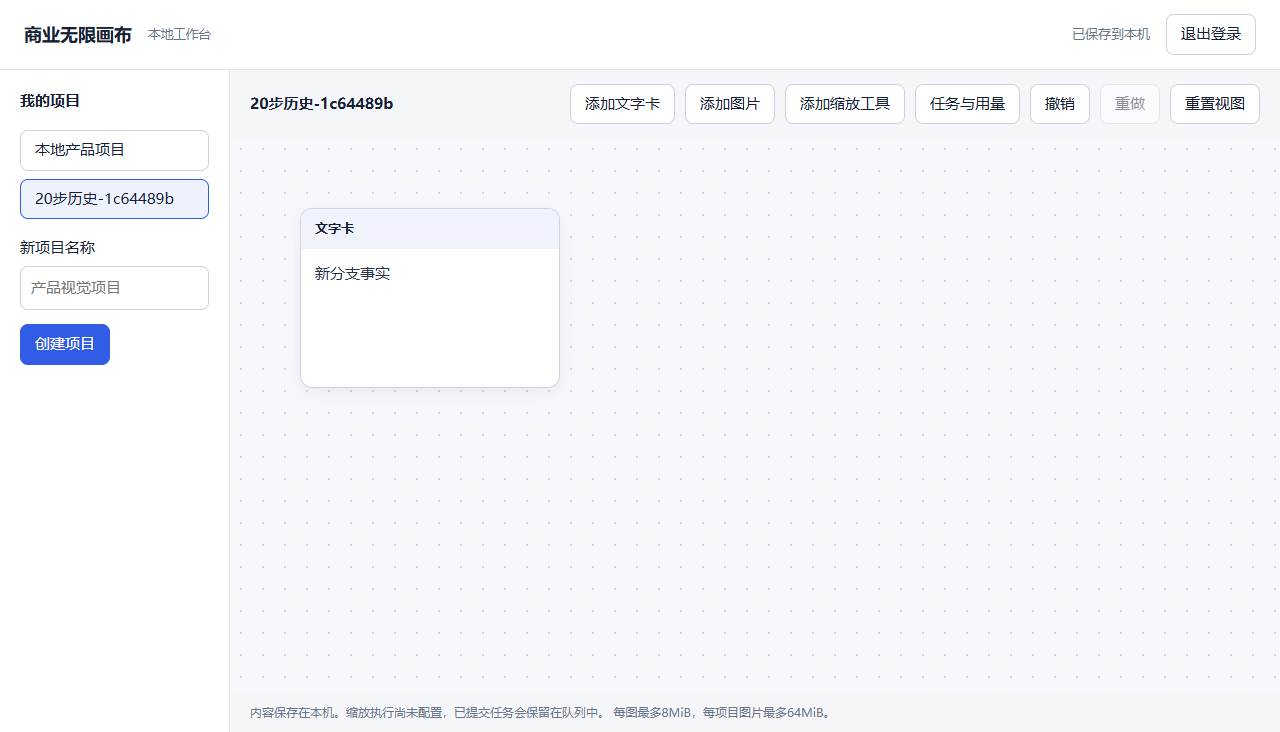 商业无限画布 本地工作台 已保存到本机 退出登录
我的项目
本地产品项目
20步历史-1c64489b
新项目名称
产品视觉项目
创建项目
20步历史-1c64489b 添加文字卡 添加图片 添加缩放工具 任务与用量 撤销 重做 重置视图
文字卡
新分支事实
内容保存在本机。缩放执行尚未配置，已提交任务会保留在队列中。 每图最多8MiB，每项目图片最多64MiB。